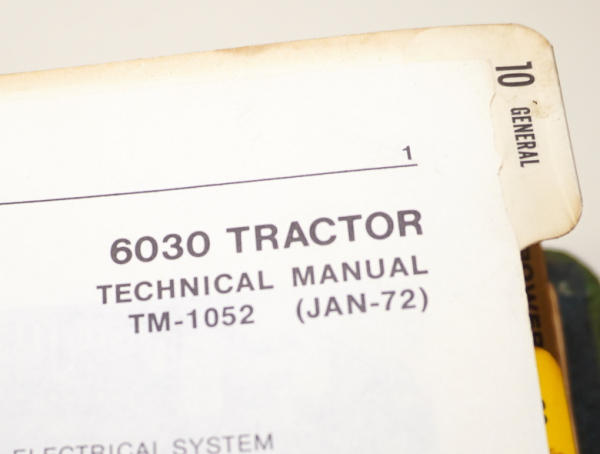 10 GENERAL
1
6030 TRACTOR
TECHNICAL MANUAL
TM-1052 (JAN-72)
ELECTRICAL SYSTEM